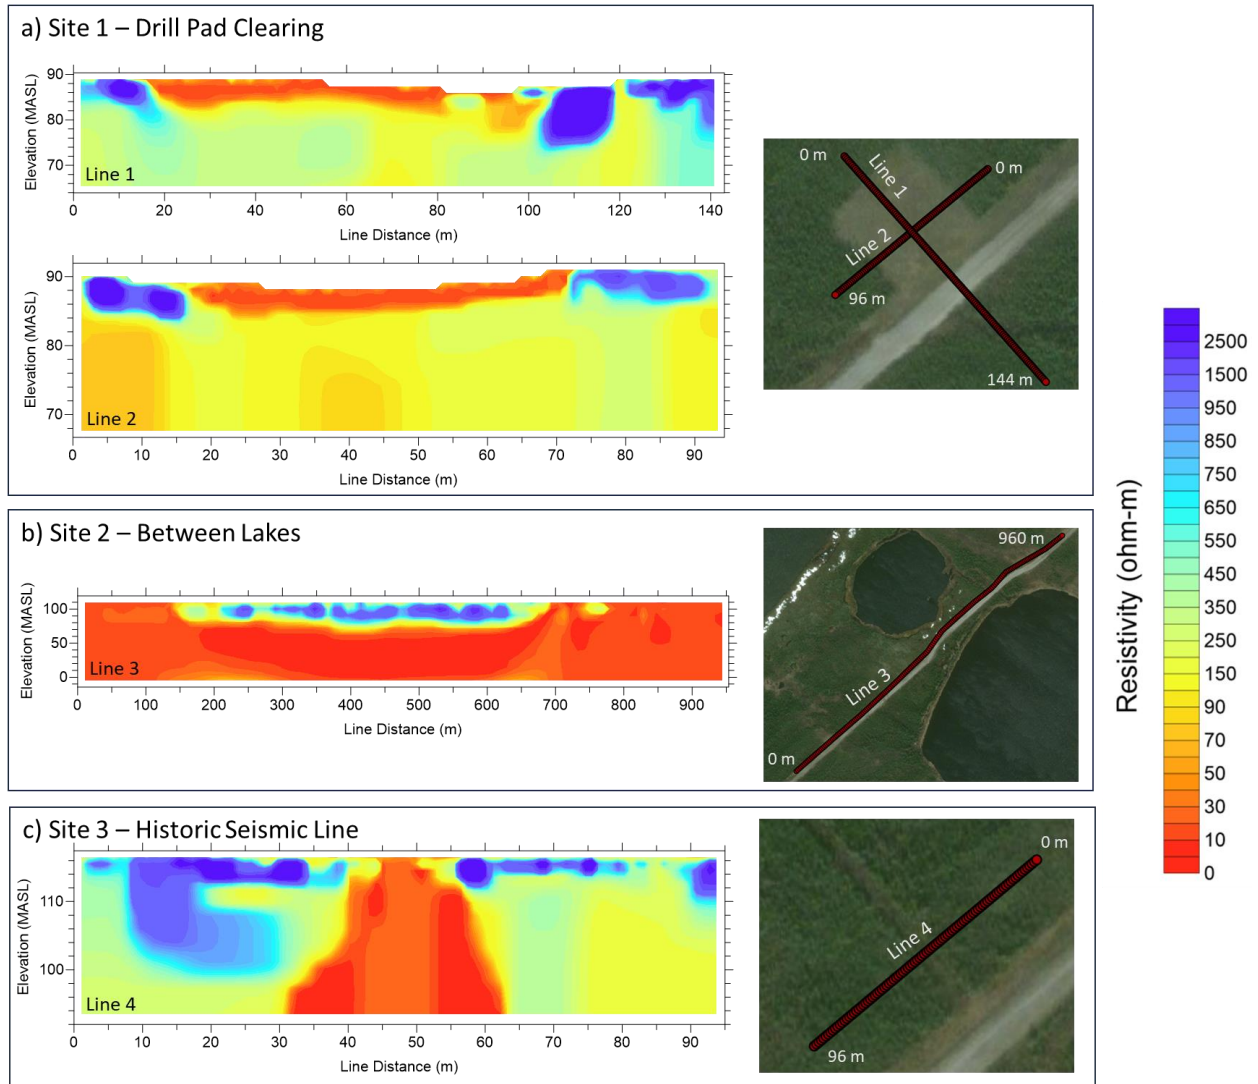 a) Site 1 – Drill Pad Clearing
Elevation (MASL)
90
80
70
Line 1
0 20 40 60 80 100 120 140
Line Distance (m)
Elevation (MASL)
90
80
70
Line 2
0 10 20 30 40 50 60 70 80 90
Line Distance (m)
0 m
Line 1
0 m
Line 2
96 m
144 m
b) Site 2 – Between Lakes
Elevation (MASL)
100
50
0
Line 3
0 100 200 300 400 500 600 700 800 900
Line Distance (m)
960 m
Line 3
0 m
c) Site 3 – Historic Seismic Line
Elevation (MASL)
110
100
Line 4
0 10 20 30 40 50 60 70 80 90
Line Distance (m)
0 m
Line 4
96 m
Resistivity (ohm-m)
2500
1500
950
850
750
650
550
450
350
250
150
90
70
50
30
10
0